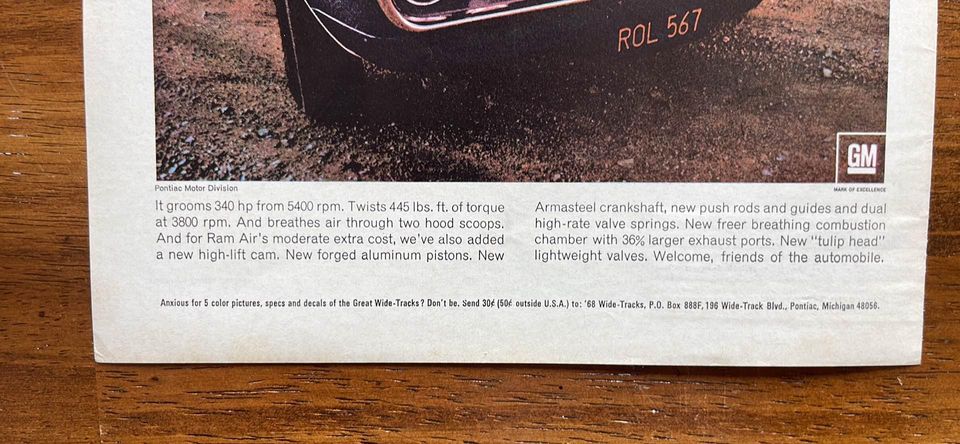 ROL 567
GM
Pontiac Motor Division
MARK OF EXCELLENCE
It grooms 340 hp from 5400 rpm. Twists 445 lbs. ft. of torque
at 3800 rpm. And breathes air through two hood scoops.
And for Ram Air's moderate extra cost, we've also added
a new high-lift cam. New forged aluminum pistons. New
Armasteel crankshaft, new push rods and guides and dual
high-rate valve springs. New freer breathing combustion
chamber with 36% larger exhaust ports. New "tulip head"
lightweight valves. Welcome, friends of the automobile.
Anxious for 5 color pictures, specs and decals of the Great Wide-Tracks? Don't be. Send 30¢ (50¢ outside U.S.A.) to: '68 Wide-Tracks, P.O. Box 888F, 196 Wide-Track Blvd., Pontiac, Michigan 48056.